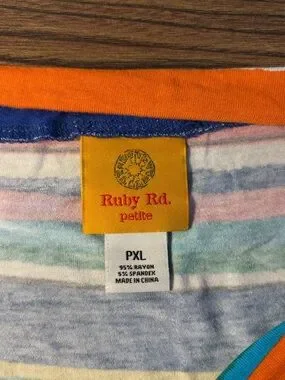 Ruby Rd.
petite
PXL
95% RAYON
5% SPANDEX
MADE IN CHINA